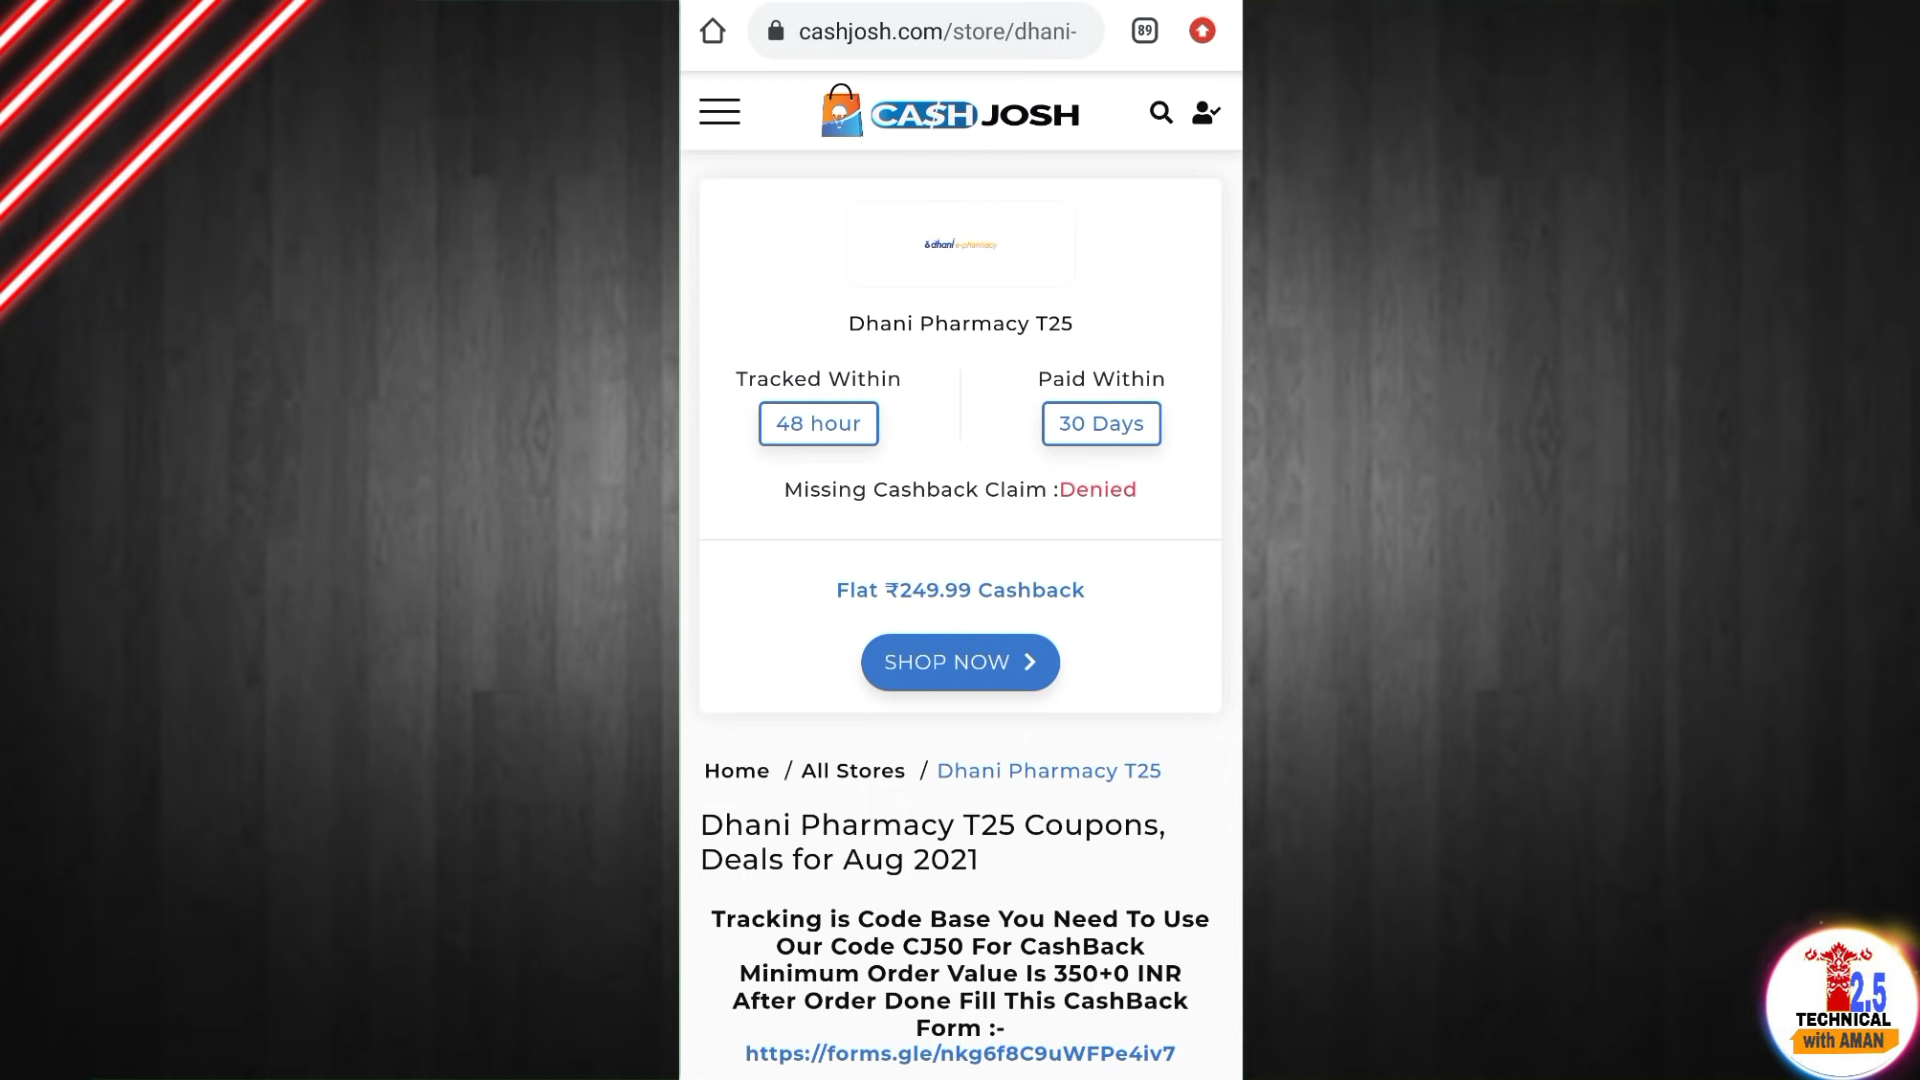 cashjosh.com/store/dhani-
89
CA$H JOSH
dhani e-pharmacy
Dhani Pharmacy T25
Tracked Within
Paid Within
48 hour
30 Days
Missing Cashback Claim :Denied
Flat ₹249.99 Cashback
SHOP NOW
Home / All Stores / Dhani Pharmacy T25
Dhani Pharmacy T25 Coupons,
Deals for Aug 2021
Tracking is Code Base You Need To Use
Our Code CJ50 For CashBack
Minimum Order Value Is 350+0 INR
After Order Done Fill This CashBack
Form :-
https://forms.gle/nkg6f8C9uWFPe4iv7
2.5
TECHNICAL
with AMAN